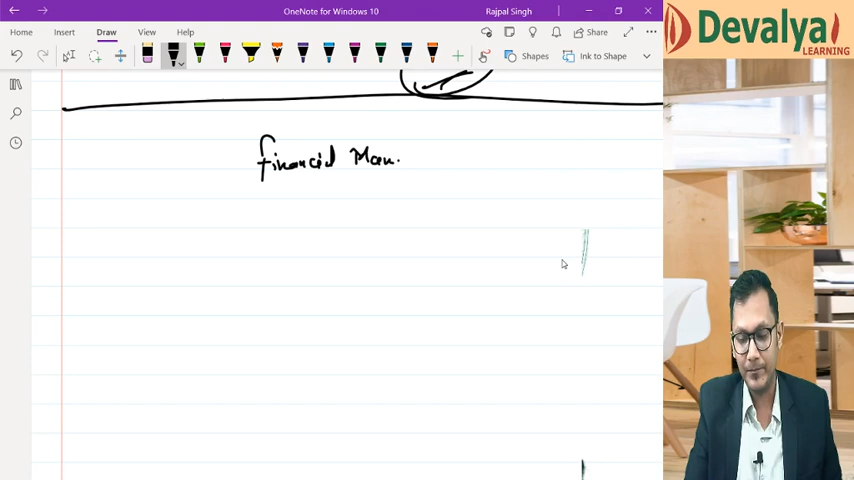 OneNote for Windows 10
Rajpal Singh
Home
Insert
Draw
View
Help
Share
Shapes
Ink to Shape
Devalya
LEARNING
financial Man.